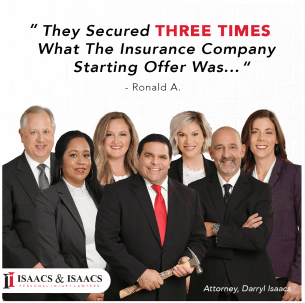 “ They Secured THREE TIMES
What The Insurance Company
Starting Offer Was...”
- Ronald A.
ISAACS & ISAACS
PERSONAL INJURY LAWYERS
Attorney, Darryl Isaacs